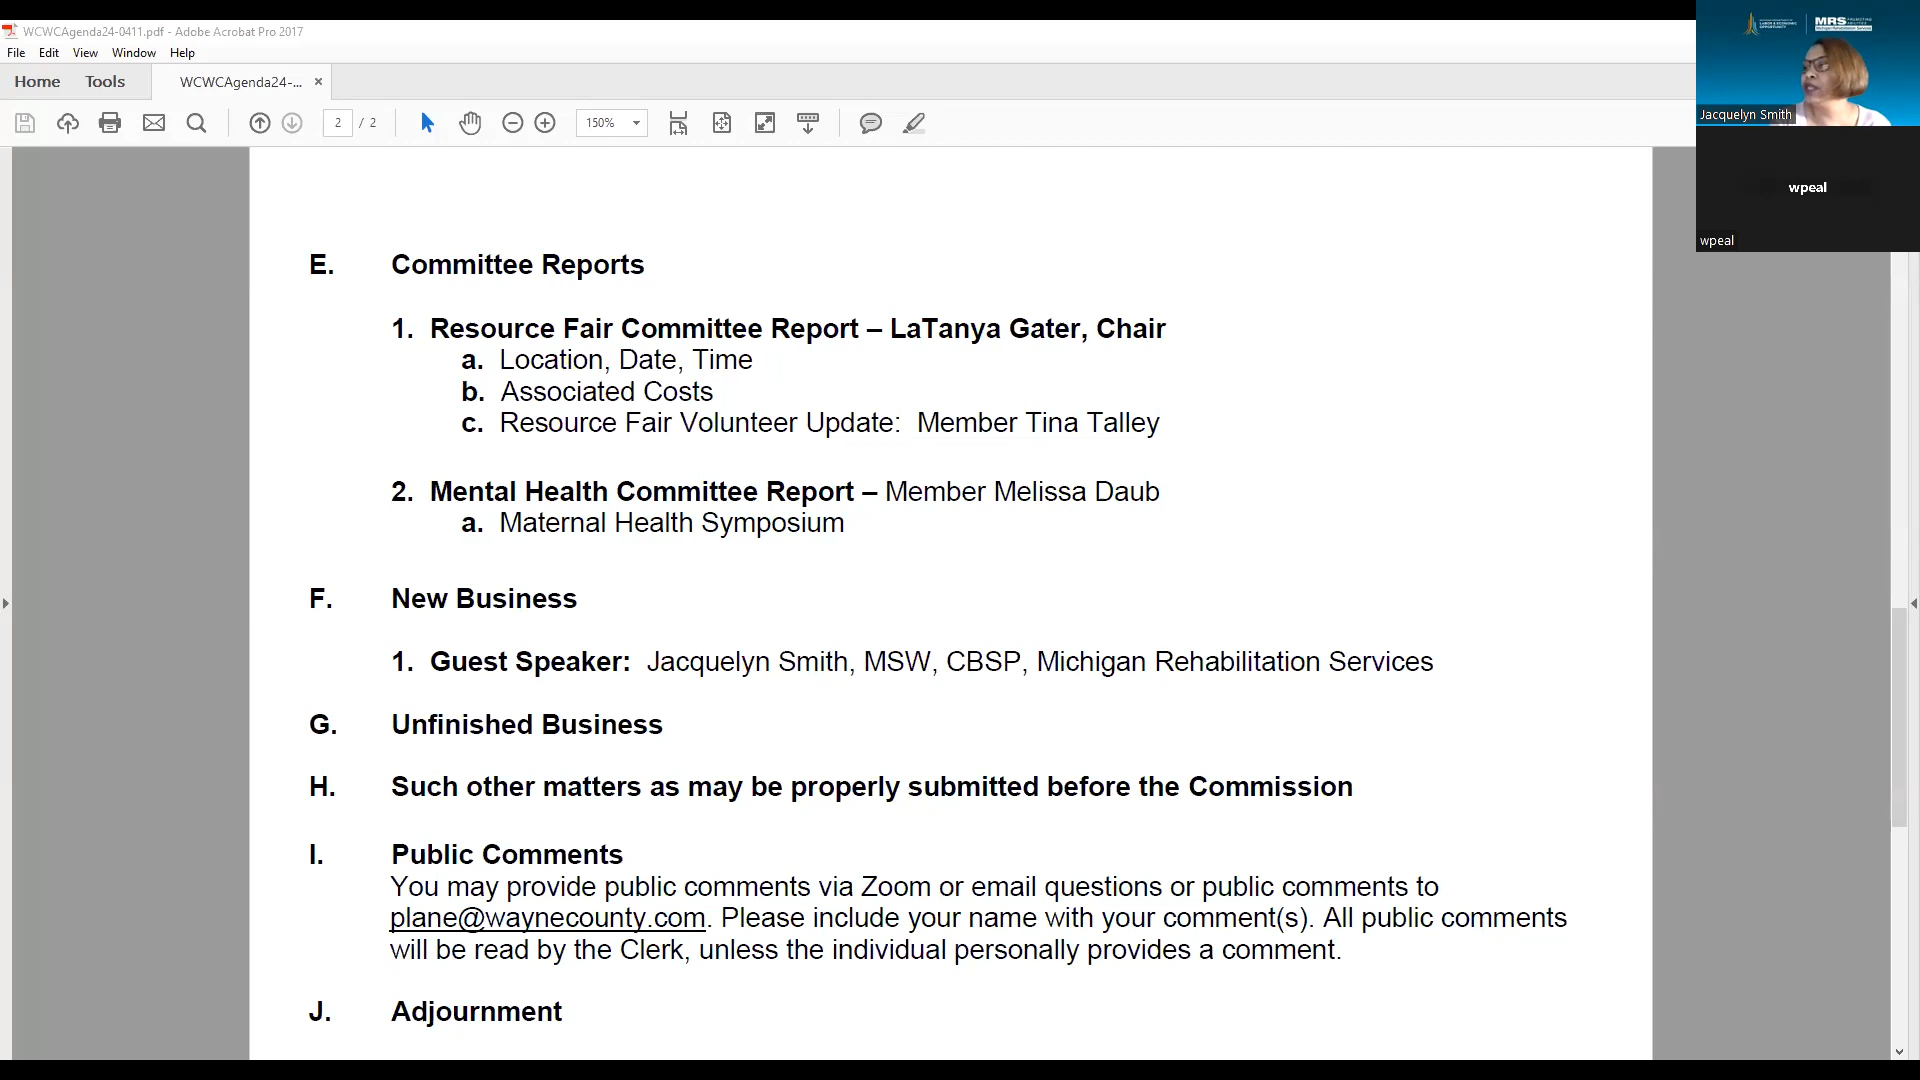 WCWCAgenda24-0411.pdf - Adobe Acrobat Pro 2017
File Edit View Window Help
Home Tools WCWCAgenda24-... ×
2 / 2 150%
E. Committee Reports
1. Resource Fair Committee Report – LaTanya Gater, Chair
a. Location, Date, Time
b. Associated Costs
c. Resource Fair Volunteer Update: Member Tina Talley
2. Mental Health Committee Report – Member Melissa Daub
a. Maternal Health Symposium
F. New Business
1. Guest Speaker: Jacquelyn Smith, MSW, CBSP, Michigan Rehabilitation Services
G. Unfinished Business
H. Such other matters as may be properly submitted before the Commission
I. Public Comments
You may provide public comments via Zoom or email questions or public comments to
plane@waynecounty.com. Please include your name with your comment(s). All public comments
will be read by the Clerk, unless the individual personally provides a comment.
J. Adjournment
MRS
Jacquelyn Smith
wpeal
wpeal